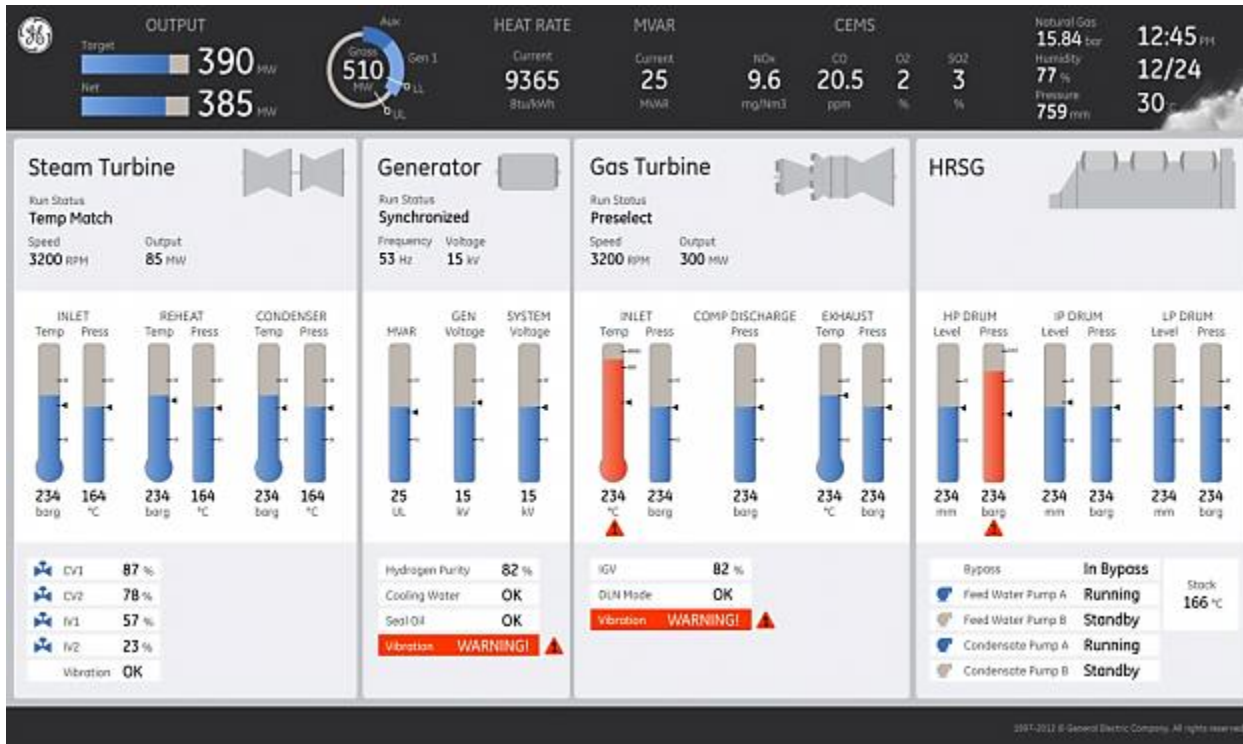 OUTPUT
Target
390 MW
Net
385 MW
Aux
Gross
510
MW
Gen 1
LL
UL
HEAT RATE
Current
9365
Btu/kWh
MVAR
Current
25
MVAR
CEMS
NOx CO O2 SO2
9.6 20.5 2 3
mg/Nm3 ppm % %
Natural Gas
15.84 bar
Humidity
77 %
Pressure
759 mm
12:45 PM
12/24
30 C
Steam Turbine
Run Status
Temp Match
Speed Output
3200 RPM 85 MW
INLET REHEAT CONDENSER
Temp Press Temp Press Temp Press
234 164 234 164 234 164
barg °C barg °C barg °C
CV1 87 %
CV2 78 %
IV1 57 %
IV2 23 %
Vibration OK
Generator
Run Status
Synchronized
Frequency Voltage
53 Hz 15 kV
GEN SYSTEM
MVAR Voltage Voltage
25 15 15
UL kV kV
Hydrogen Purity 82 %
Cooling Water OK
Seal Oil OK
Vibration WARNING!
Gas Turbine
Run Status
Preselect
Speed Output
3200 RPM 300 MW
INLET COMP DISCHARGE EXHAUST
Temp Press Press Temp Press
234 234 234 234 234
°C barg barg °C barg
IGV 82 %
DLN Mode OK
Vibration WARNING!
HRSG
HP DRUM IP DRUM LP DRUM
Level Press Level Press Level Press
234 234 234 234 234 234
mm barg mm barg mm barg
Bypass In Bypass
Feed Water Pump A Running
Feed Water Pump B Standby
Condensate Pump A Running
Condensate Pump B Standby
Stack
166 °C
1997-2012 © General Electric Company. All rights reserved